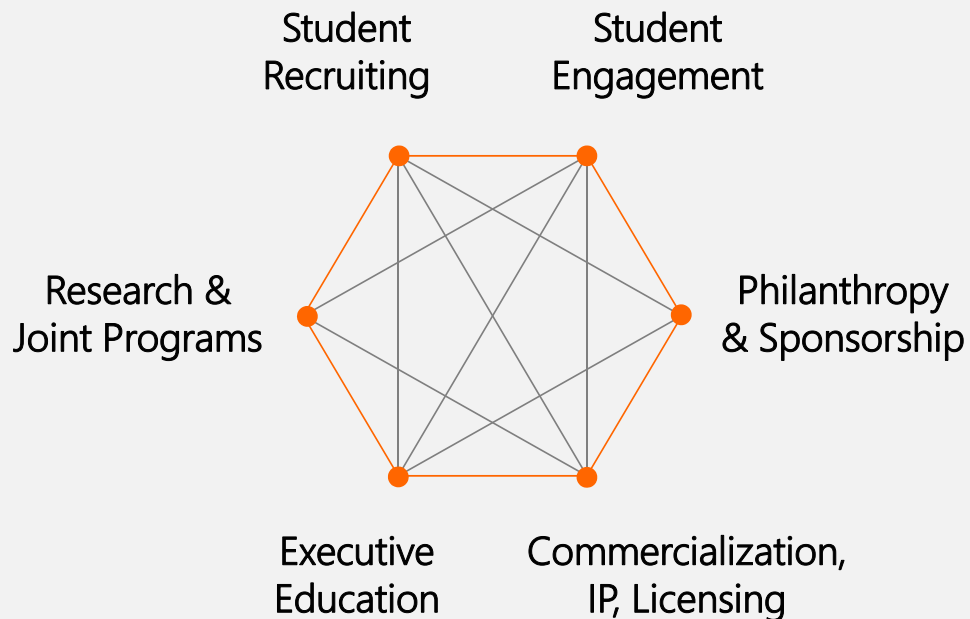 Student
Recruiting
Student
Engagement
Research &
Joint Programs
Philanthropy
& Sponsorship
Executive
Education
Commercialization,
IP, Licensing